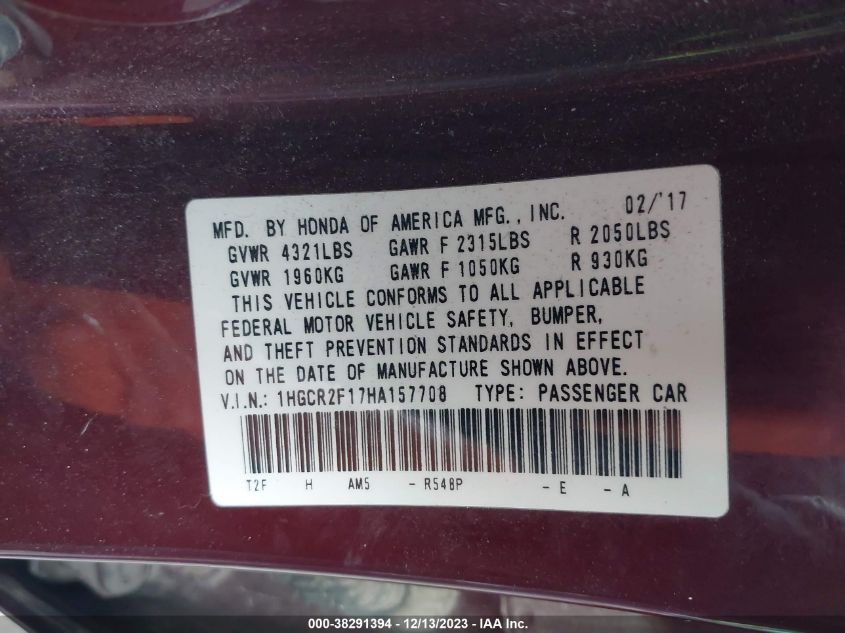 MFD. BY HONDA OF AMERICA MFG., INC. 02/'17
GVWR 4321LBS GAWR F 2315LBS R 2050LBS
GVWR 1960KG GAWR F 1050KG R 930KG
THIS VEHICLE CONFORMS TO ALL APPLICABLE
FEDERAL MOTOR VEHICLE SAFETY, BUMPER,
AND THEFT PREVENTION STANDARDS IN EFFECT
ON THE DATE OF MANUFACTURE SHOWN ABOVE.
V.I.N.: 1HGCR2F17HA157708 TYPE: PASSENGER CAR
T2F H AM5 - R548P - E - A
000-38291394 - 12/13/2023 - IAA Inc.